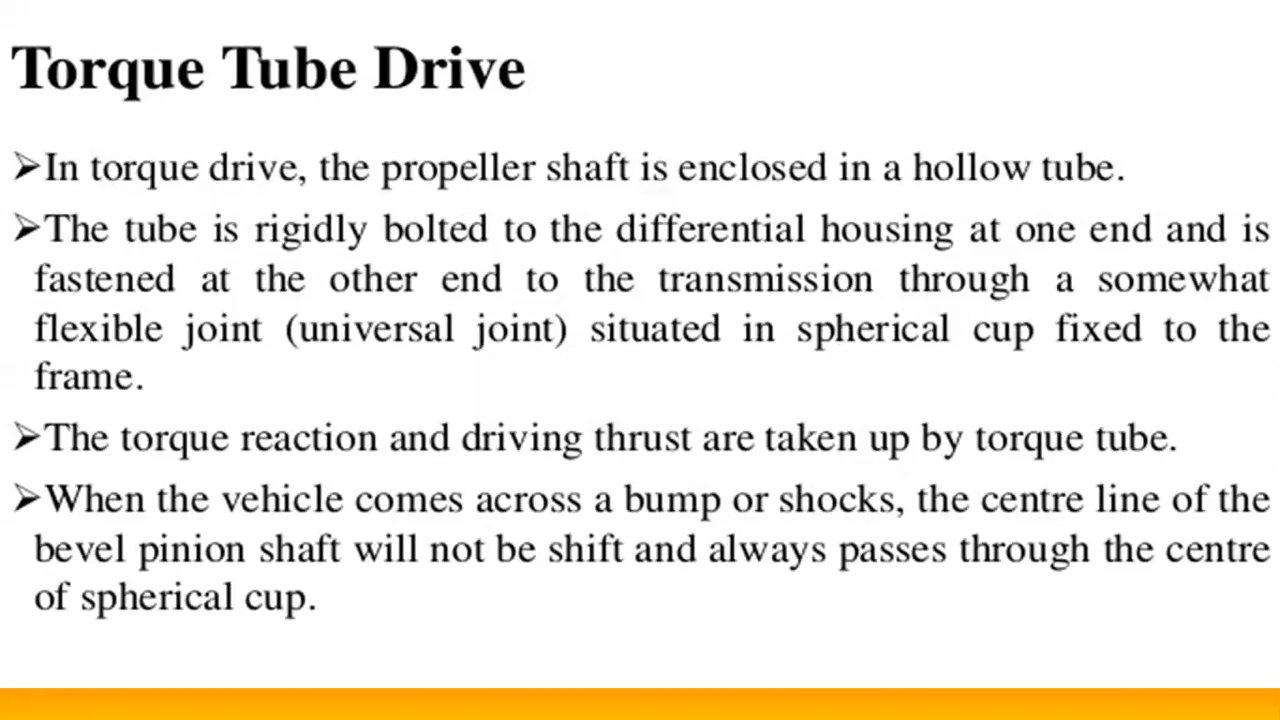 Torque Tube Drive
➢In torque drive, the propeller shaft is enclosed in a hollow tube.
➢The tube is rigidly bolted to the differential housing at one end and is
fastened at the other end to the transmission through a somewhat
flexible joint (universal joint) situated in spherical cup fixed to the
frame.
➢The torque reaction and driving thrust are taken up by torque tube.
➢When the vehicle comes across a bump or shocks, the centre line of the
bevel pinion shaft will not be shift and always passes through the centre
of spherical cup.